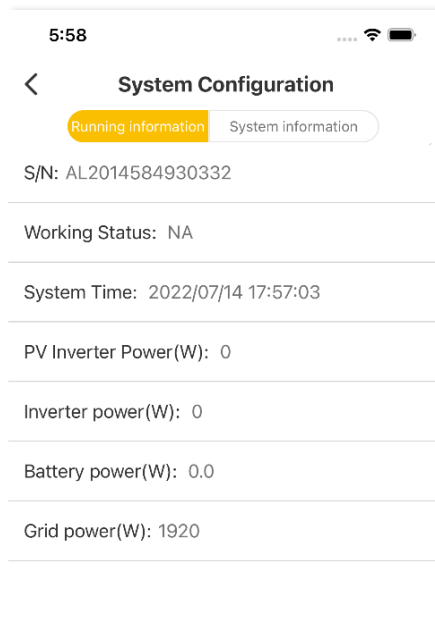 5:58
System Configuration
Running information System information
S/N: AL2014584930332
Working Status: NA
System Time: 2022/07/14 17:57:03
PV Inverter Power(W): 0
Inverter power(W): 0
Battery power(W): 0.0
Grid power(W): 1920